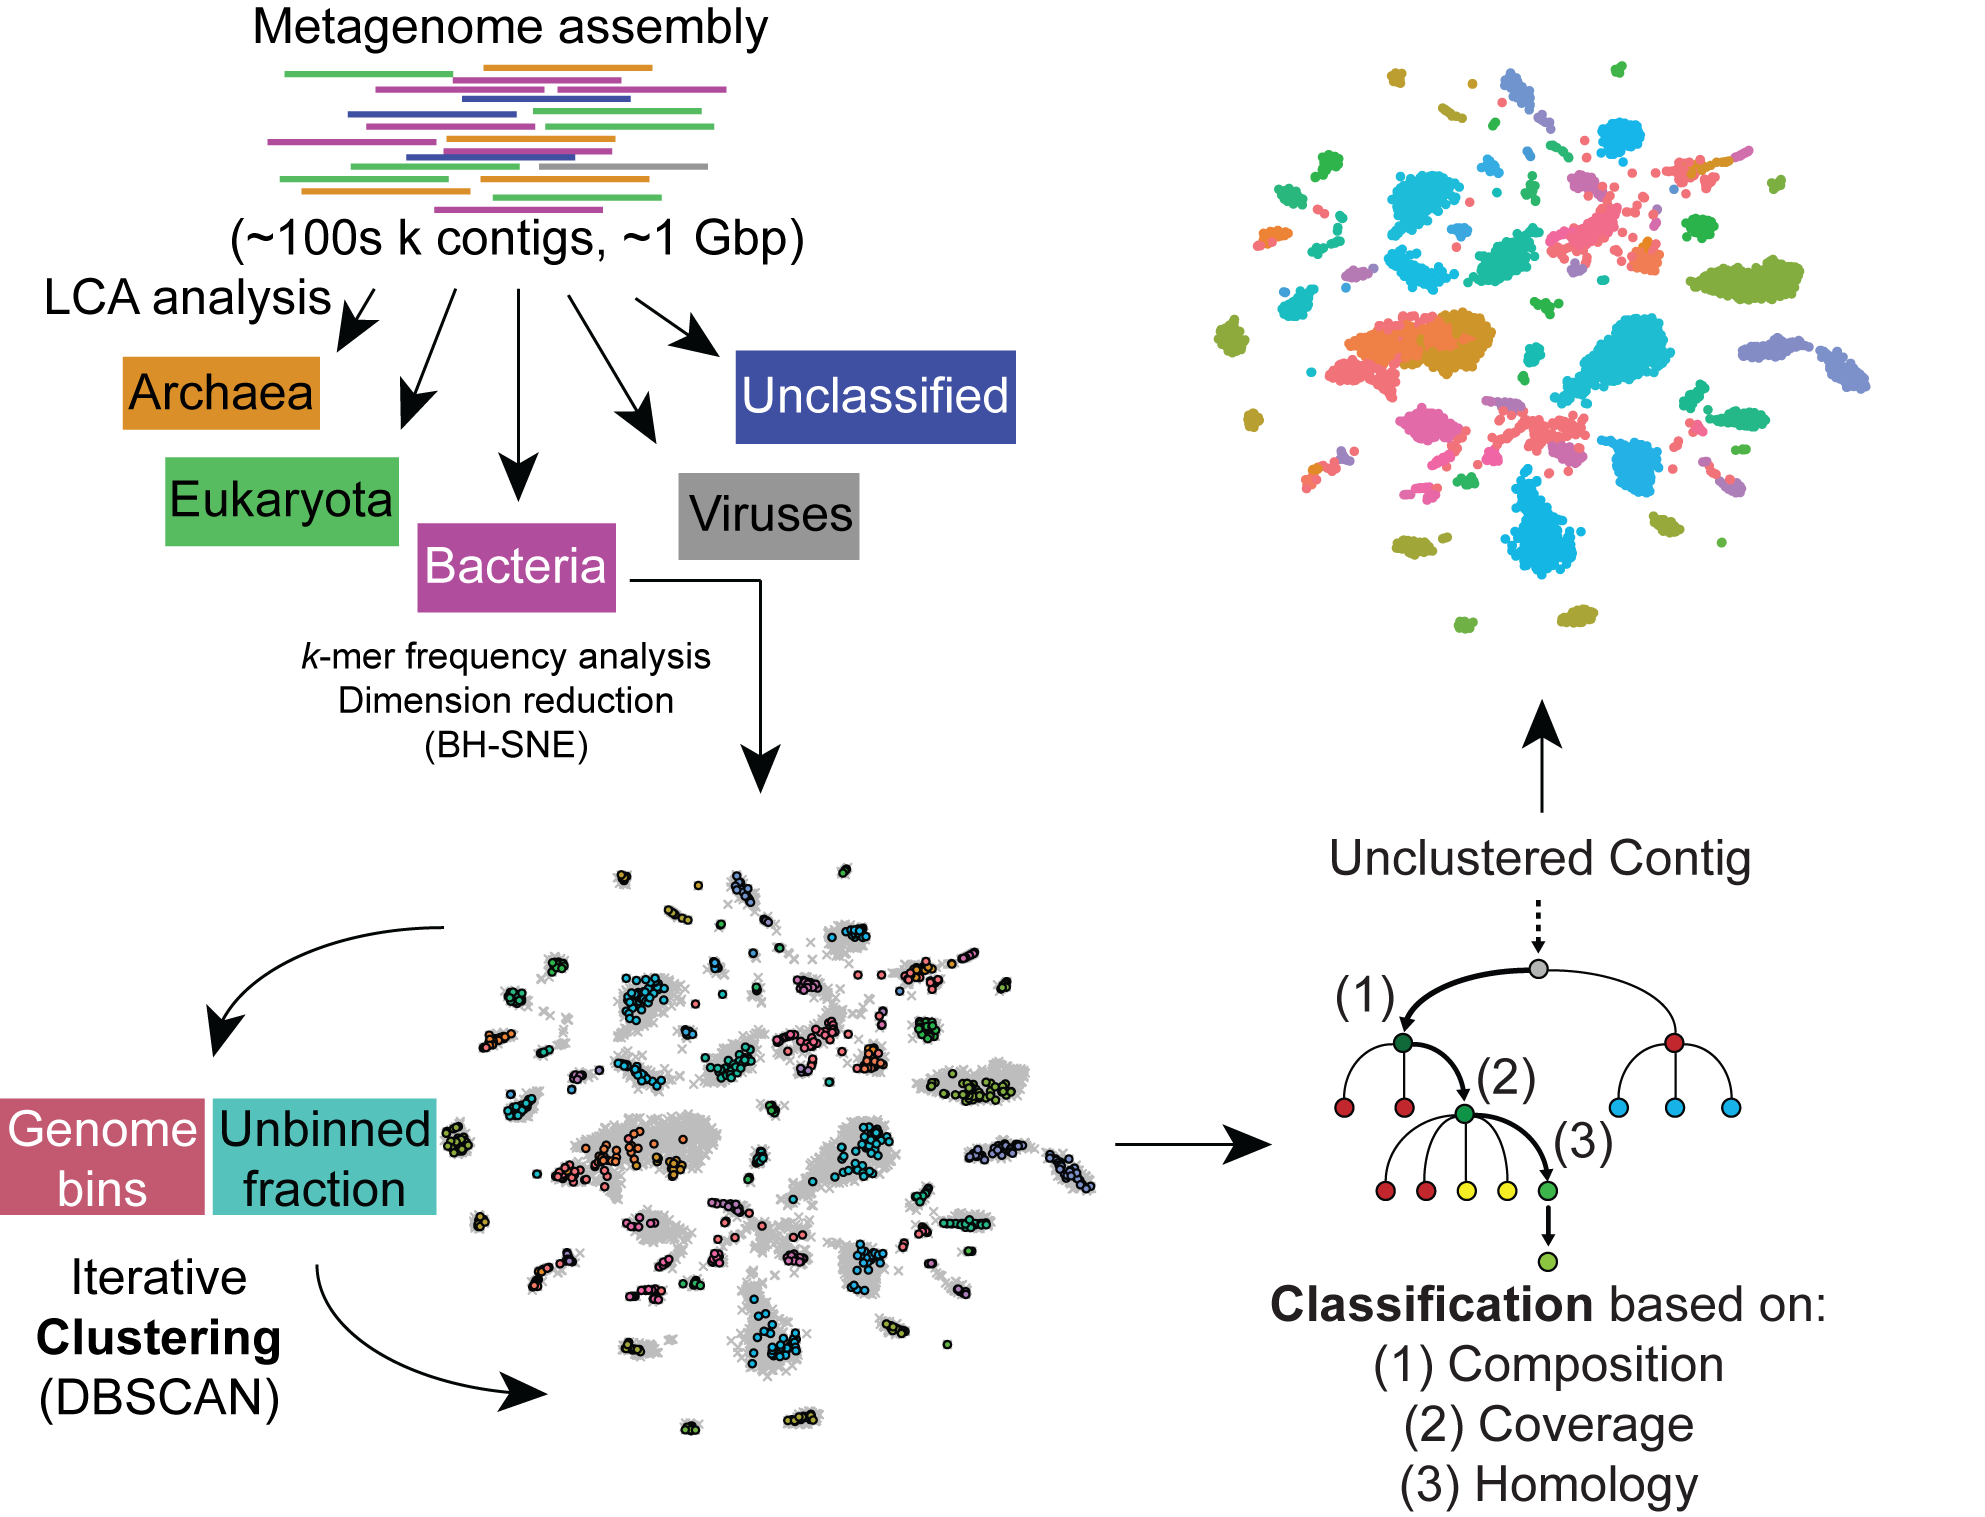 Metagenome assembly
(~100s k contigs, ~1 Gbp)
LCA analysis
Archaea
Eukaryota
Bacteria
Viruses
Unclassified
k-mer frequency analysis
Dimension reduction
(BH-SNE)
Genome
bins
Unbinned
fraction
Iterative
Clustering
(DBSCAN)
Unclustered Contig
(1)
(2)
(3)
Classification based on:
(1) Composition
(2) Coverage
(3) Homology